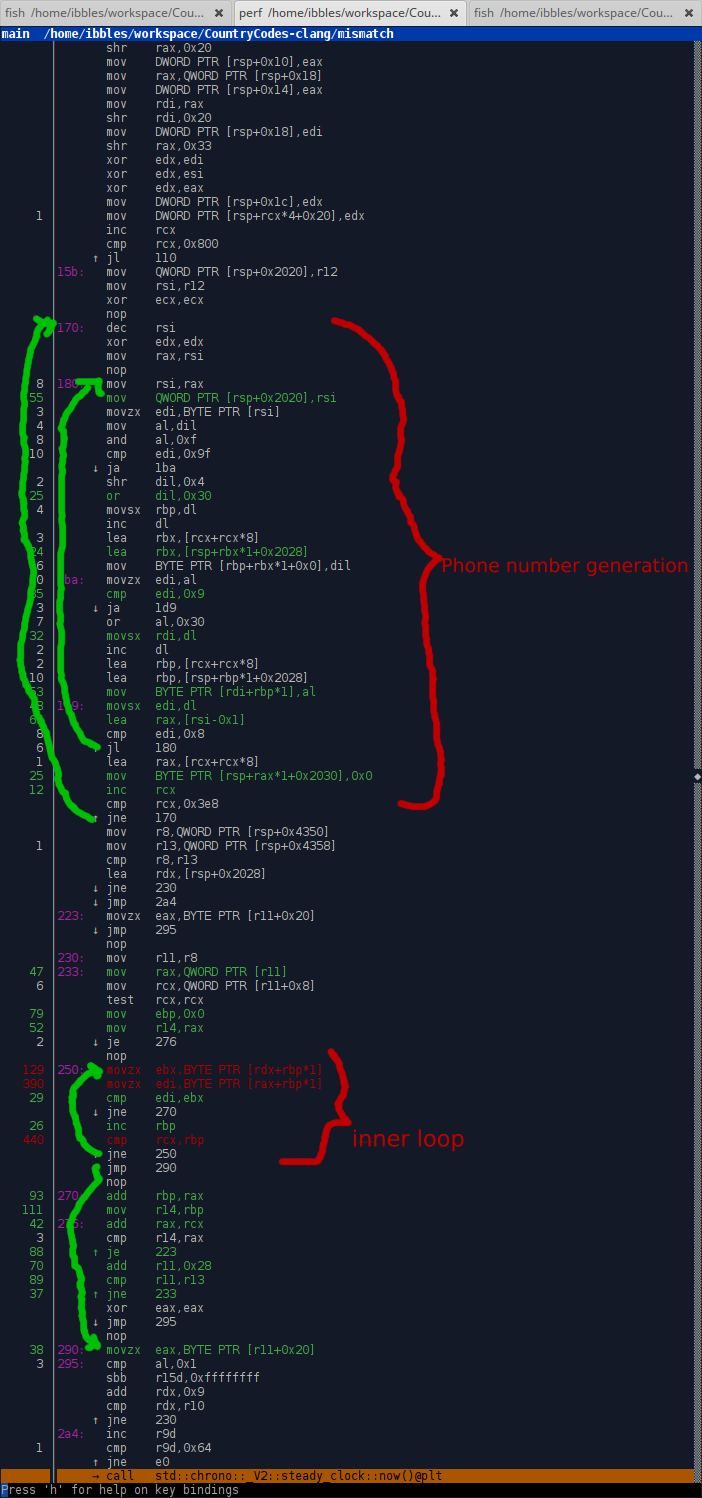 fish /home/ibbles/workspace/Cou... × perf /home/ibbles/workspace/Cou... × fish /home/ibbles/workspace/Cou... ×
main /home/ibbles/workspace/CountryCodes-clang/mismatch
shr rax,0x20
mov DWORD PTR [rsp+0x10],eax
mov rax,QWORD PTR [rsp+0x18]
mov DWORD PTR [rsp+0x14],eax
mov rdi,rax
shr rdi,0x20
mov DWORD PTR [rsp+0x18],edi
shr rax,0x33
xor edx,edi
xor edx,esi
xor edx,eax
mov DWORD PTR [rsp+0x1c],edx
1 mov DWORD PTR [rsp+rcx*4+0x20],edx
inc rcx
cmp rcx,0x800
↑ jl 110
15b: mov QWORD PTR [rsp+0x2020],r12
mov rsi,r12
xor ecx,ecx
nop
170: dec rsi
xor edx,edx
mov rax,rsi
nop
8 180 mov rsi,rax
55 mov QWORD PTR [rsp+0x2020],rsi
3 movzx edi,BYTE PTR [rsi]
4 mov al,dil
8 and al,0xf
10 cmp edi,0x9f
↓ ja 1ba
2 shr dil,0x4
25 or dil,0x30
4 movsx rbp,dl
inc dl
3 lea rbx,[rcx+rcx*8]
24 lea rbx,[rsp+rbx*1+0x2028]
6 mov BYTE PTR [rbp+rbx*1+0x0],dil
0 ba: movzx edi,al
5 cmp edi,0x9
3 ↓ ja 1d9
7 or al,0x30
32 movsx rdi,dl
2 inc dl
2 lea rbp,[rcx+rcx*8]
10 lea rbp,[rsp+rbp*1+0x2028]
53 mov BYTE PTR [rdi+rbp*1],al
9: movsx edi,dl
6 lea rax,[rsi-0x1]
8 cmp edi,0x8
6 jl 180
1 lea rax,[rcx+rcx*8]
25 mov BYTE PTR [rsp+rax*1+0x2030],0x0
12 inc rcx
cmp rcx,0x3e8
↑ jne 170
mov r8,QWORD PTR [rsp+0x4350]
1 mov r13,QWORD PTR [rsp+0x4358]
cmp r8,r13
lea rdx,[rsp+0x2028]
↓ jne 230
↓ jmp 2a4
223: movzx eax,BYTE PTR [r11+0x20]
↓ jmp 295
nop
230: mov r11,r8
47 233: mov rax,QWORD PTR [r11]
6 mov rcx,QWORD PTR [r11+0x8]
test rcx,rcx
79 mov ebp,0x0
52 mov r14,rax
2 ↓ je 276
nop
129 250: movzx ebx,BYTE PTR [rdx+rbp*1]
390 movzx edi,BYTE PTR [rax+rbp*1]
29 cmp edi,ebx
↓ jne 270
26 inc rbp
440 cmp rcx,rbp
jne 250
jmp 290
nop
93 270 add rbp,rax
111 mov r14,rbp
42 276: add rax,rcx
3 cmp r14,rax
88 ↑ je 223
70 add r11,0x28
89 cmp r11,r13
37 ↑ jne 233
xor eax,eax
↓ jmp 295
nop
38 290: movzx eax,BYTE PTR [r11+0x20]
3 295: cmp al,0x1
sbb r15d,0xffffffff
add rdx,0x9
cmp rdx,r10
↑ jne 230
2a4: inc r9d
1 cmp r9d,0x64
↑ jne e0
→ call std::chrono::_V2::steady_clock::now()@plt
Press 'h' for help on key bindings
Phone number generation
inner loop